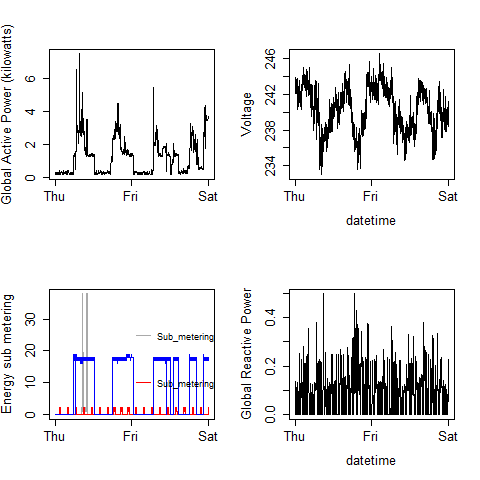 Global Active Power (kilowatts)
0 2 4 6
Thu Fri Sat
Voltage
234 238 242 246
Thu Fri Sat
datetime
Energy sub metering
0 10 20 30
Thu Fri Sat
Sub_metering
Sub_metering
Global Reactive Power
0.0 0.2 0.4
Thu Fri Sat
datetime